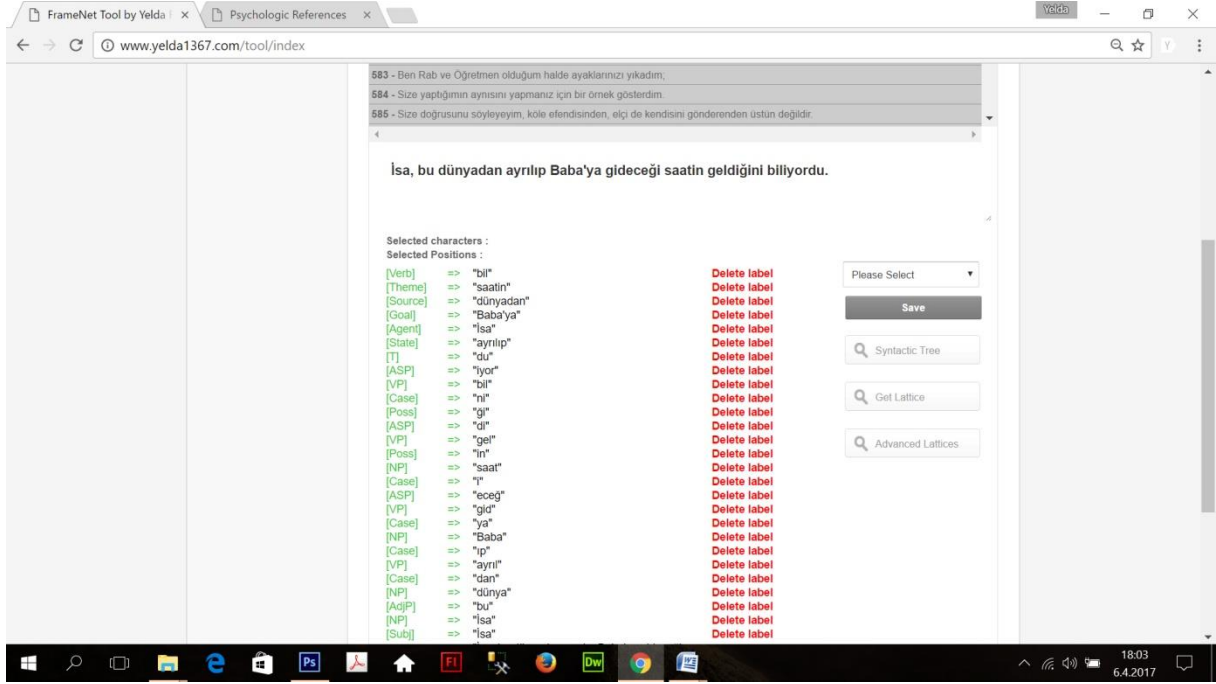 FrameNet Tool by Yelda
Psychologic References
Yelda
www.yelda1367.com/tool/index
Y
583 - Ben Rab ve Öğretmen olduğum halde ayaklarınızı yıkadım;
584 - Size yaptığımın aynısını yapmanız için bir örnek gösterdim.
585 - Size doğrusunu söyleyeyim, köle efendisinden, elçi de kendisini gönderenden üstün değildir.
İsa, bu dünyadan ayrılıp Baba'ya gideceği saatin geldiğini biliyordu.
Selected characters :
Selected Positions :
[Verb] => "bil" Delete label
[Theme] => "saatin" Delete label
[Source] => "dünyadan" Delete label
[Goal] => "Baba'ya" Delete label
[Agent] => "İsa" Delete label
[State] => "ayrılıp" Delete label
[T] => "du" Delete label
[ASP] => "iyor" Delete label
[VP] => "bil" Delete label
[Case] => "ni" Delete label
[Poss] => "ği" Delete label
[ASP] => "di" Delete label
[VP] => "gel" Delete label
[Poss] => "in" Delete label
[NP] => "saat" Delete label
[Case] => "i" Delete label
[ASP] => "eceğ" Delete label
[VP] => "gid" Delete label
[Case] => "ya" Delete label
[NP] => "Baba" Delete label
[Case] => "ıp" Delete label
[VP] => "ayrıl" Delete label
[Case] => "dan" Delete label
[NP] => "dünya" Delete label
[AdjP] => "bu" Delete label
[NP] => "İsa" Delete label
[Subj] => "İsa" Delete label
Please Select
Save
Syntactic Tree
Get Lattice
Advanced Lattices
Ps
Fl
Dw
W
18:03
6.4.2017